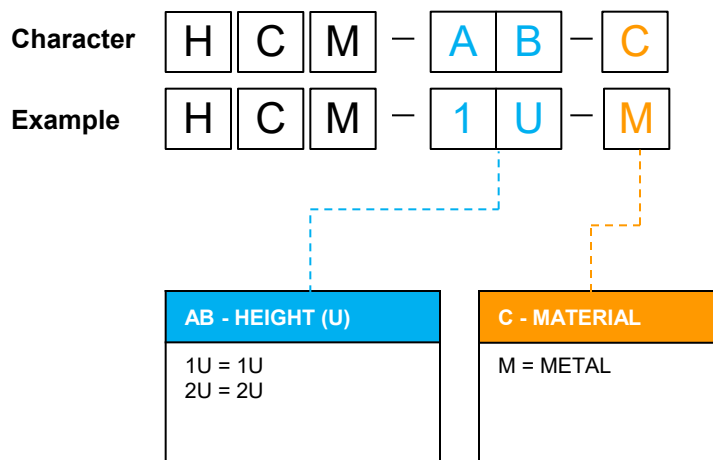 Character H C M – A B – C
Example H C M – 1 U – M
AB - HEIGHT (U)
1U = 1U
2U = 2U
C - MATERIAL
M = METAL